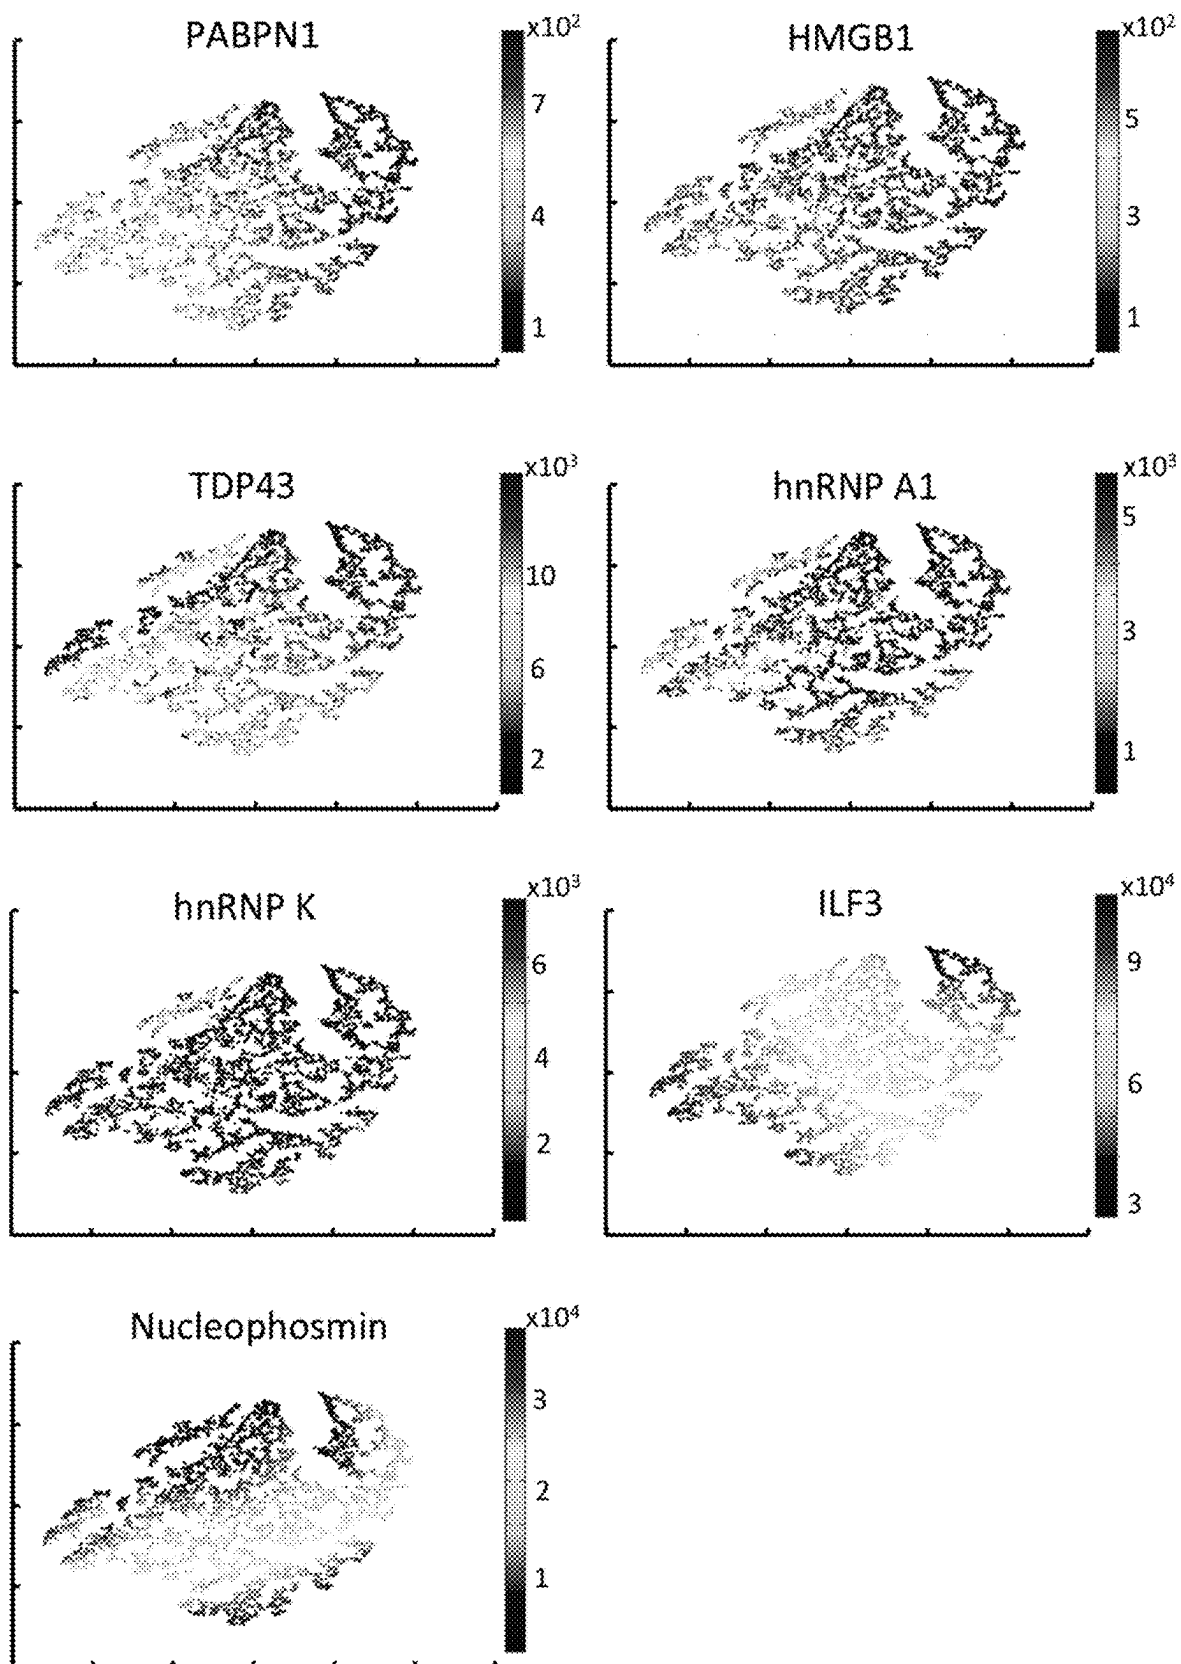 PABPN1
x10²
7
4
1
HMGB1
x10²
5
3
1
TDP43
x10³
10
6
2
hnRNP A1
x10³
5
3
1
hnRNP K
x10³
6
4
2
ILF3
x10⁴
9
6
3
Nucleophosmin
x10⁴
3
2
1